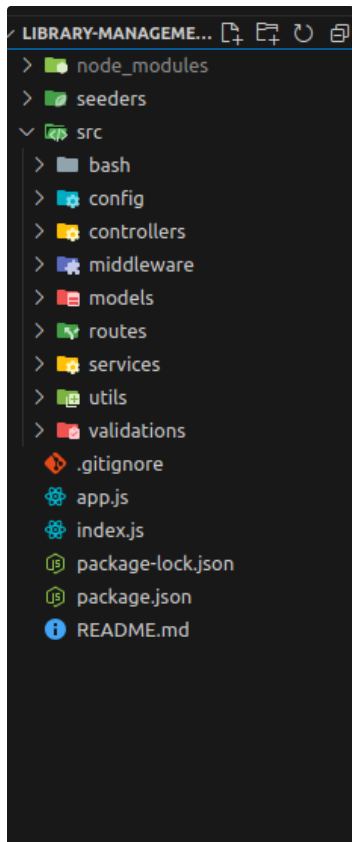 LIBRARY-MANAGEME...
node_modules
seeders
src
bash
config
controllers
middleware
models
routes
services
utils
validations
.gitignore
app.js
index.js
package-lock.json
package.json
README.md